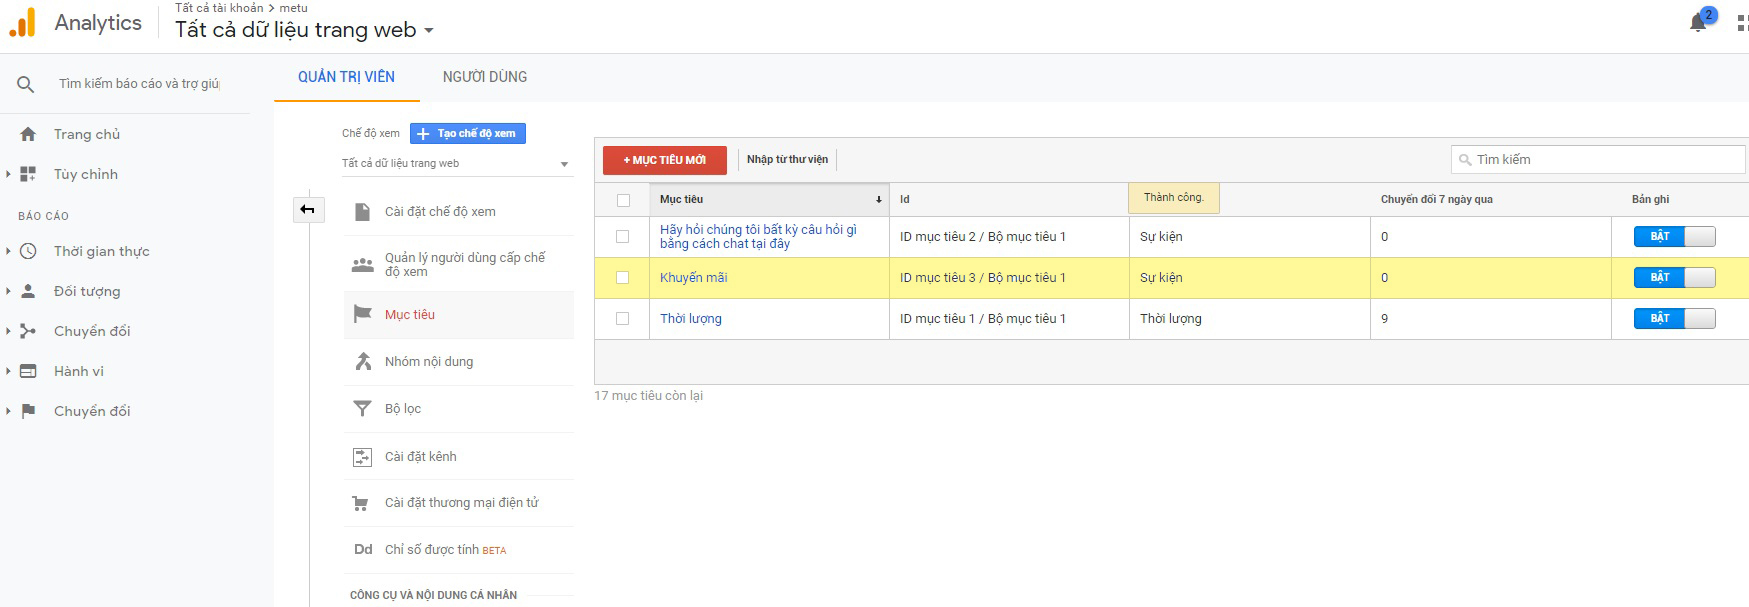 Analytics
Tất cả tài khoản > metu
Tất cả dữ liệu trang web
2
Tìm kiếm báo cáo và trợ
QUẢN TRỊ VIÊN
NGƯỜI DÙNG
Trang chủ
Tùy chỉnh
BÁO CÁO
Thời gian thực
Đối tượng
Chuyển đổi
Hành vi
Chuyển đổi
Chế độ xem
+ Tạo chế độ xem
Tất cả dữ liệu trang web
Cài đặt chế độ xem
Quản lý người dùng cấp chế
độ xem
Mục tiêu
Nhóm nội dung
Bộ lọc
Cài đặt kênh
Cài đặt thương mại điện tử
Dd Chỉ số được tính BETA
CÔNG CỤ VÀ NỘI DUNG CÁ NHÂN
+ MỤC TIÊU MỚI
Nhập từ thư viện
Tìm kiếm
Mục tiêu
Id
Thành công.
Chuyển đổi 7 ngày qua
Bản ghi
Hãy hỏi chúng tôi bất kỳ câu hỏi gì
bằng cách chat tại đây
ID mục tiêu 2 / Bộ mục tiêu 1
Sự kiện
0
BẬT
Khuyến mãi
ID mục tiêu 3 / Bộ mục tiêu 1
Sự kiện
0
BẬT
Thời lượng
ID mục tiêu 1 / Bộ mục tiêu 1
Thời lượng
9
BẬT
17 mục tiêu còn lại